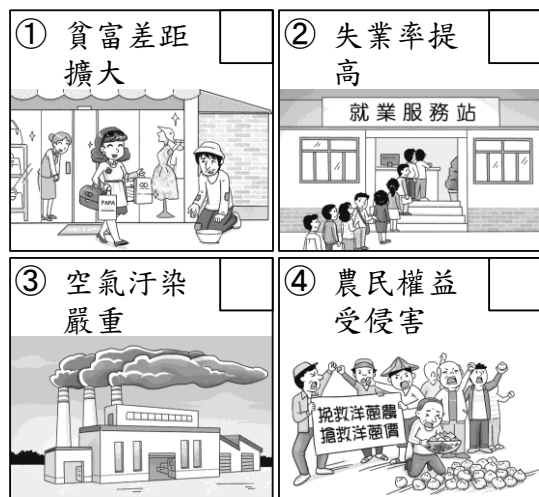 ① 貧富差距
擴大
PAPA
GD
② 失業率提
高
就業服務站
③ 空氣汙染
嚴重
④ 農民權益
受侵害
挽救洋蔥農
搶救洋蔥價